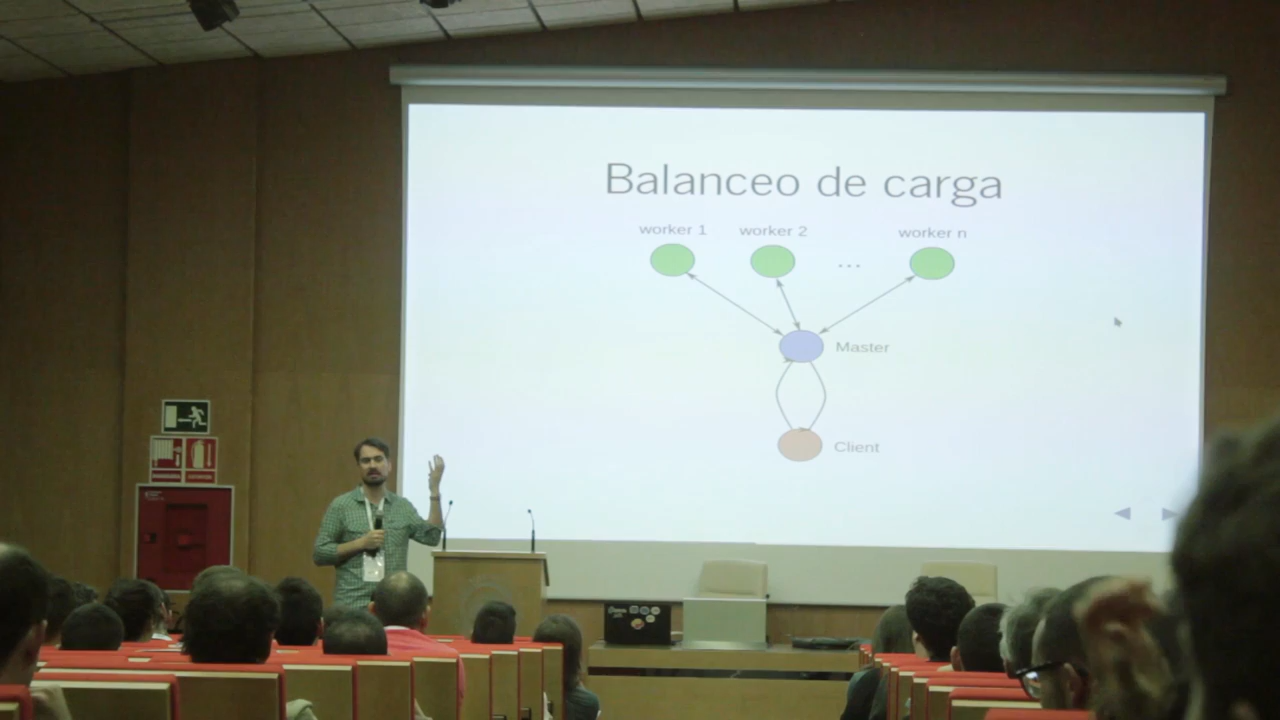 Balanceo de carga
worker 1
worker 2
worker n
...
Master
Client